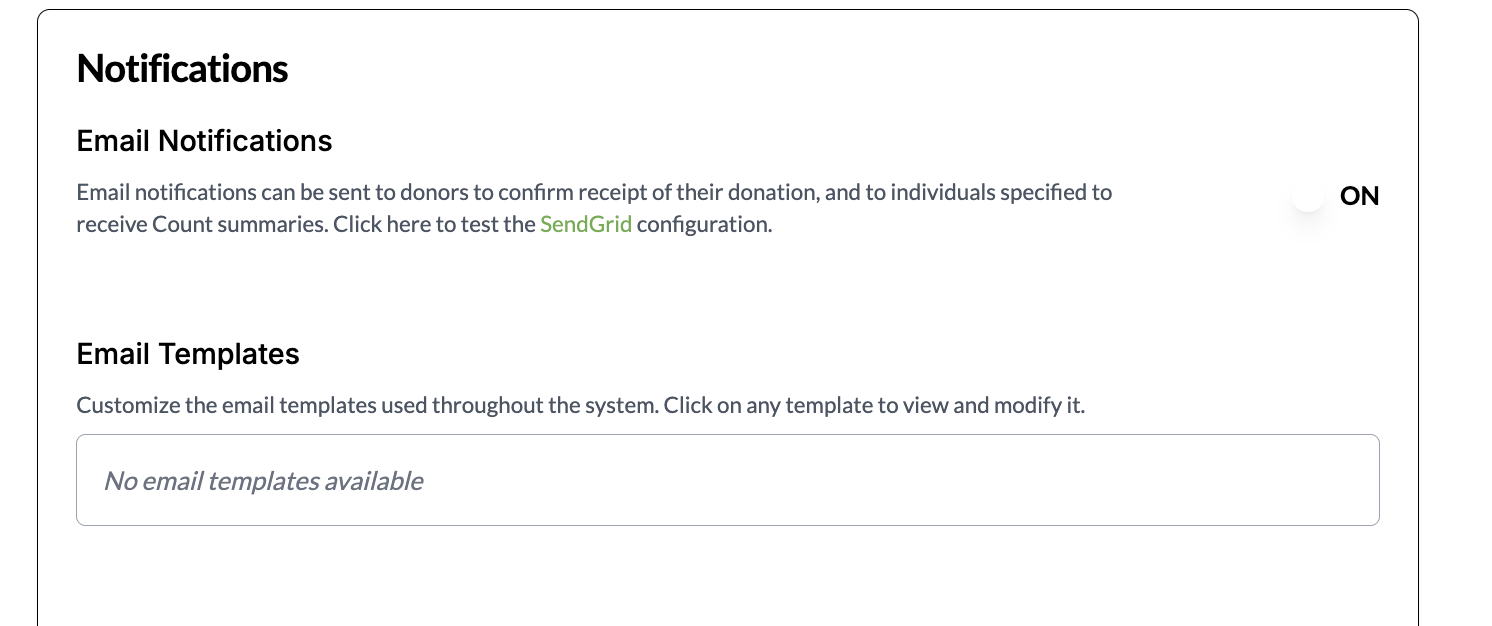 Notifications
Email Notifications
Email notifications can be sent to donors to confirm receipt of their donation, and to individuals specified to
receive Count summaries. Click here to test the SendGrid configuration.
ON
Email Templates
Customize the email templates used throughout the system. Click on any template to view and modify it.
No email templates available